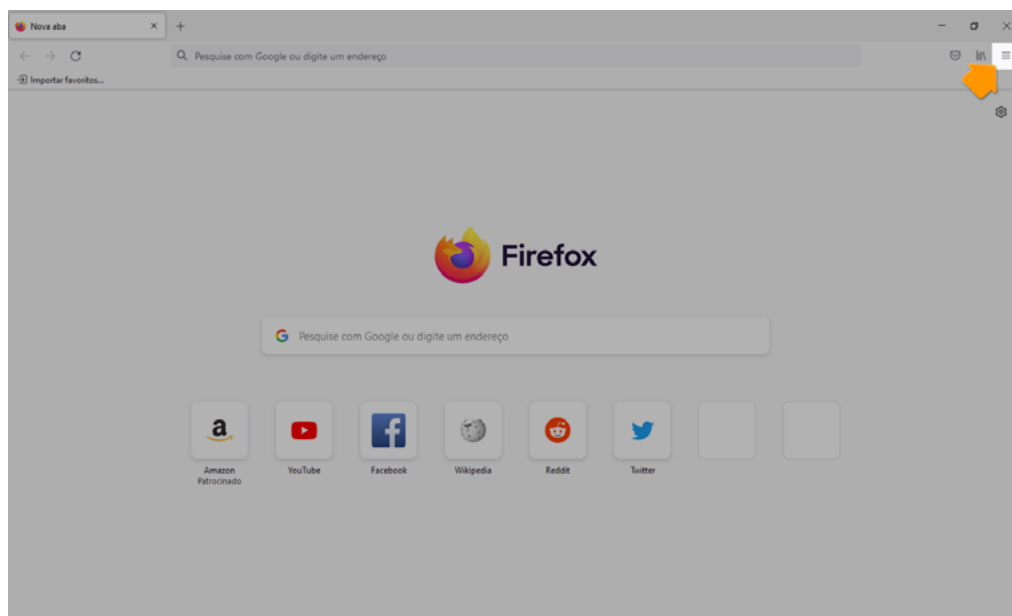 Nova aba
Pesquise com Google ou digite um endereço
Importar favoritos...
Firefox
Pesquise com Google ou digite um endereço
Amazon
Patrocinado
YouTube
Facebook
Wikipedia
Reddit
Twitter